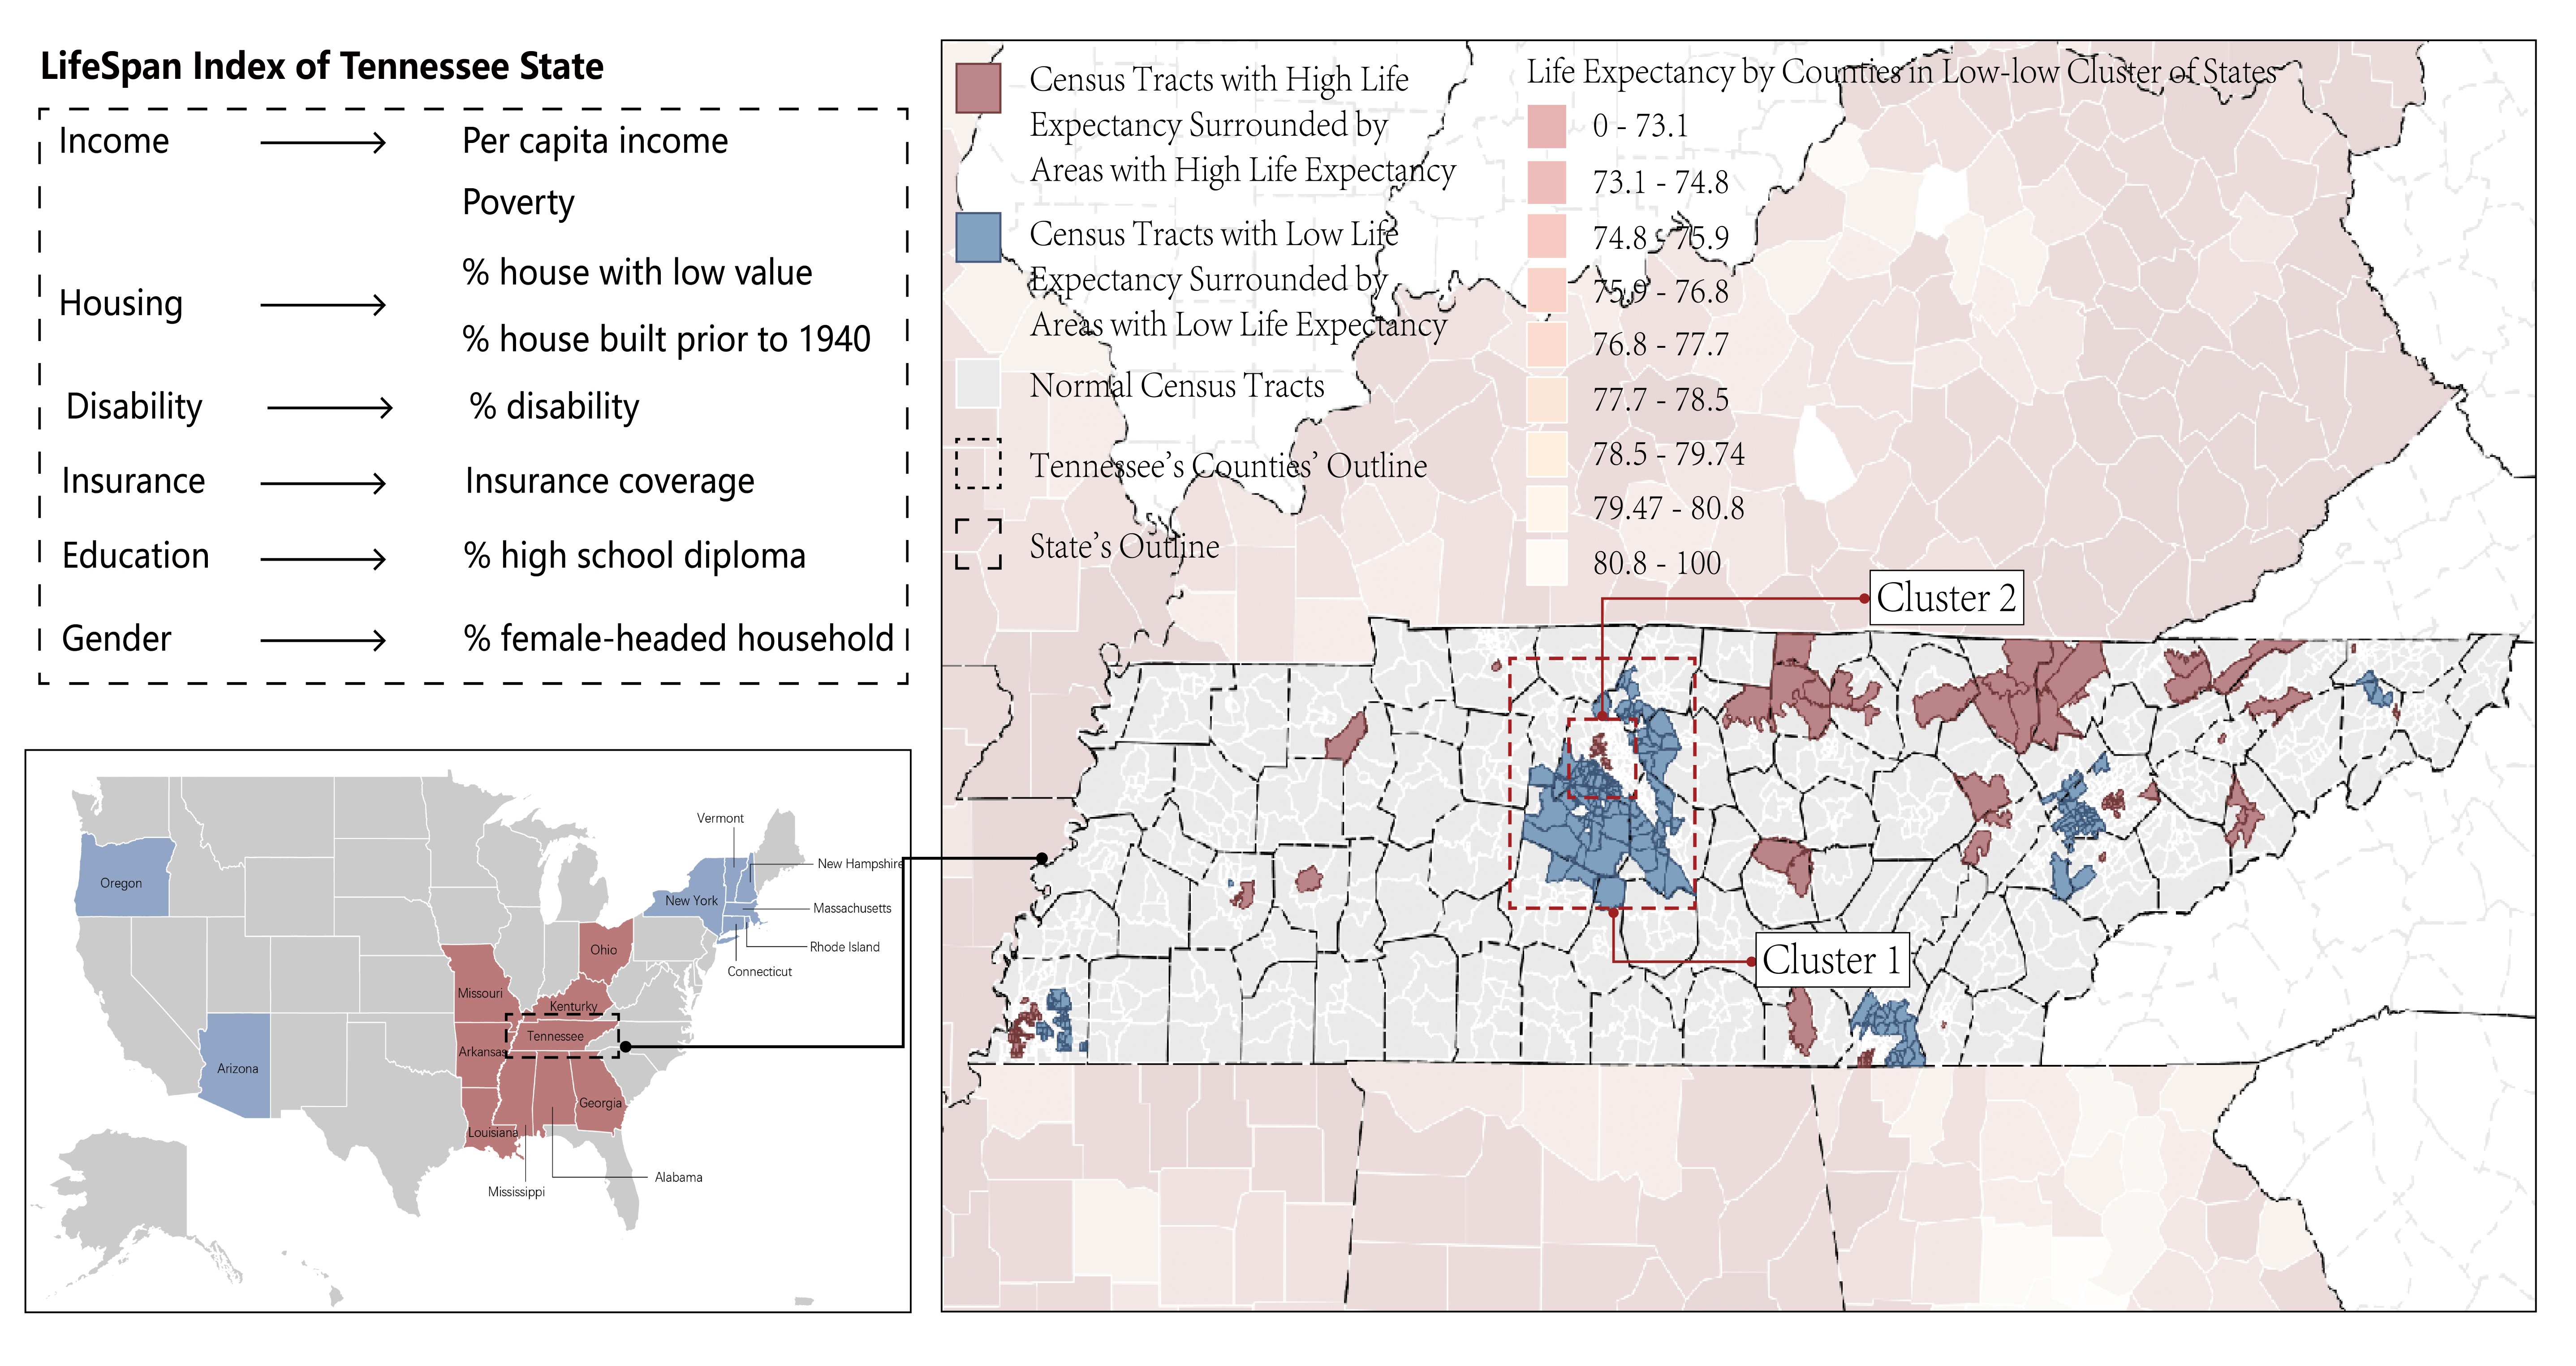 LifeSpan Index of Tennessee State
Income
Per capita income
Poverty
Housing
% house with low value
% house built prior to 1940
Disability
% disability
Insurance
Insurance coverage
Education
% high school diploma
Gender
% female-headed household
Vermont
New Hampshire
Massachusetts
Rhode Island
Connecticut
New York
Oregon
Arizona
Ohio
Missouri
Kenturky
Tennessee
Arkansas
Georgia
Louisiana
Mississippi
Alabama
Census Tracts with High Life
Expectancy Surrounded by
Areas with High Life Expectancy
Census Tracts with Low Life
Expectancy Surrounded by
Areas with Low Life Expectancy
Normal Census Tracts
Tennessee's Counties' Outline
State's Outline
Life Expectancy by Counties in Low-low Cluster of States
0 - 73.1
73.1 - 74.8
74.8 - 75.9
75.9 - 76.8
76.8 - 77.7
77.7 - 78.5
78.5 - 79.74
79.47 - 80.8
80.8 - 100
Cluster 2
Cluster 1